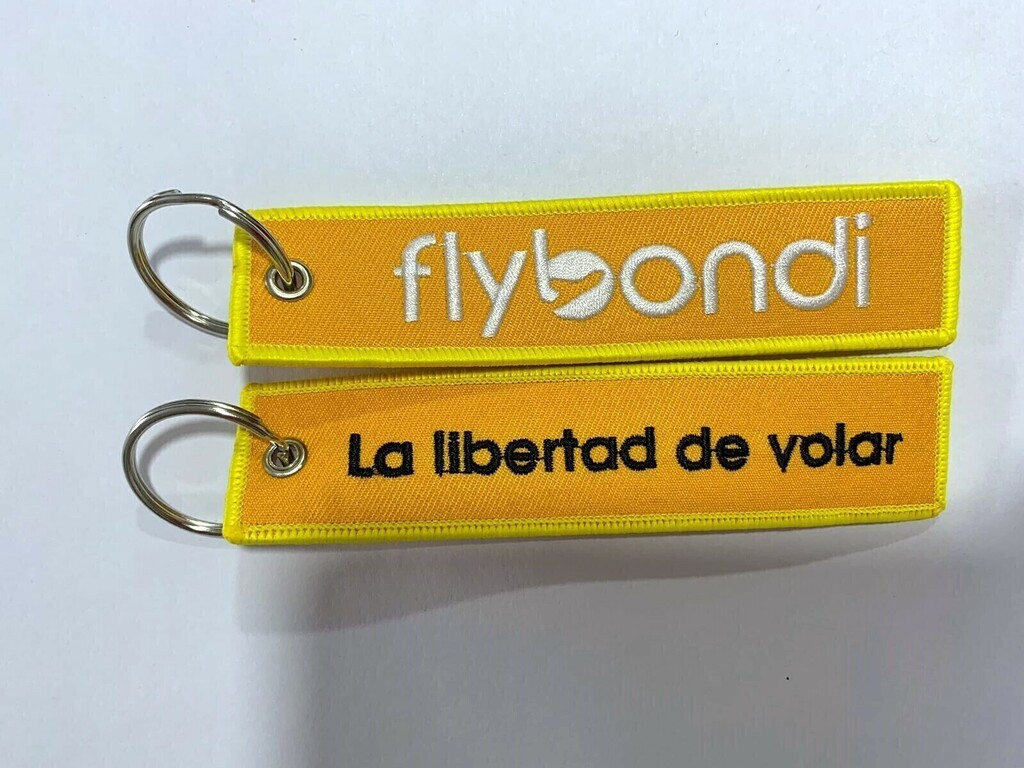 flybondi
La libertad de volar